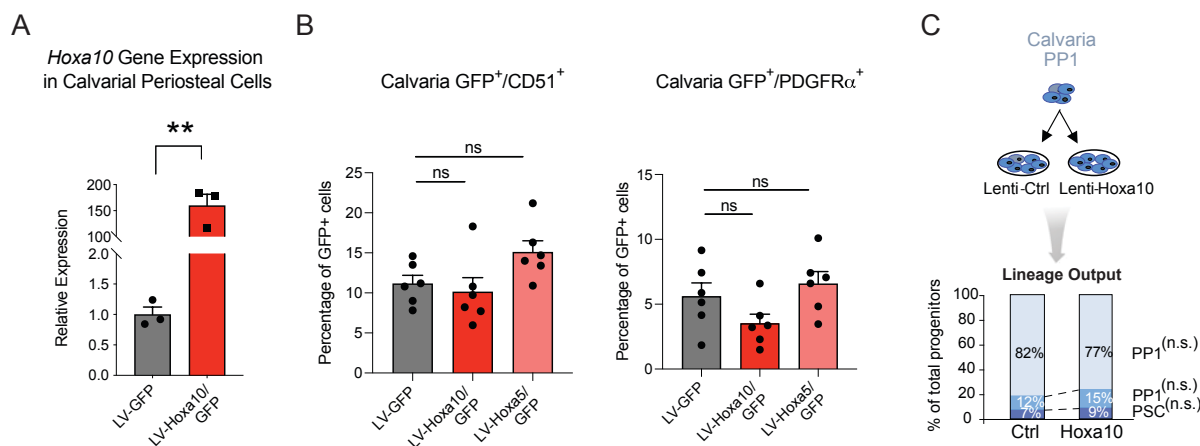 A
Hoxa10 Gene Expression
in Calvarial Periosteal Cells
**
Relative Expression
200
150
100
2.0
1.5
1.0
0.5
0.0
LV-GFP
LV-Hoxa10/
GFP
B
Calvaria GFP+/CD51+
ns
ns
Percentage of GFP+ cells
25
20
15
10
5
0
LV-GFP
LV-Hoxa10/
GFP
LV-Hoxa5/
GFP
Calvaria GFP+/PDGFRα+
ns
ns
Percentage of GFP+ cells
15
10
5
0
LV-GFP
LV-Hoxa10/
GFP
LV-Hoxa5/
GFP
C
Calvaria
PP1
Lenti-Ctrl Lenti-Hoxa10
Lineage Output
% of total progenitors
100
80
60
40
20
0
82% 77% PP1(n.s.)
12% 15% PP1(n.s.)
7% 9% PSC(n.s.)
Ctrl Hoxa10